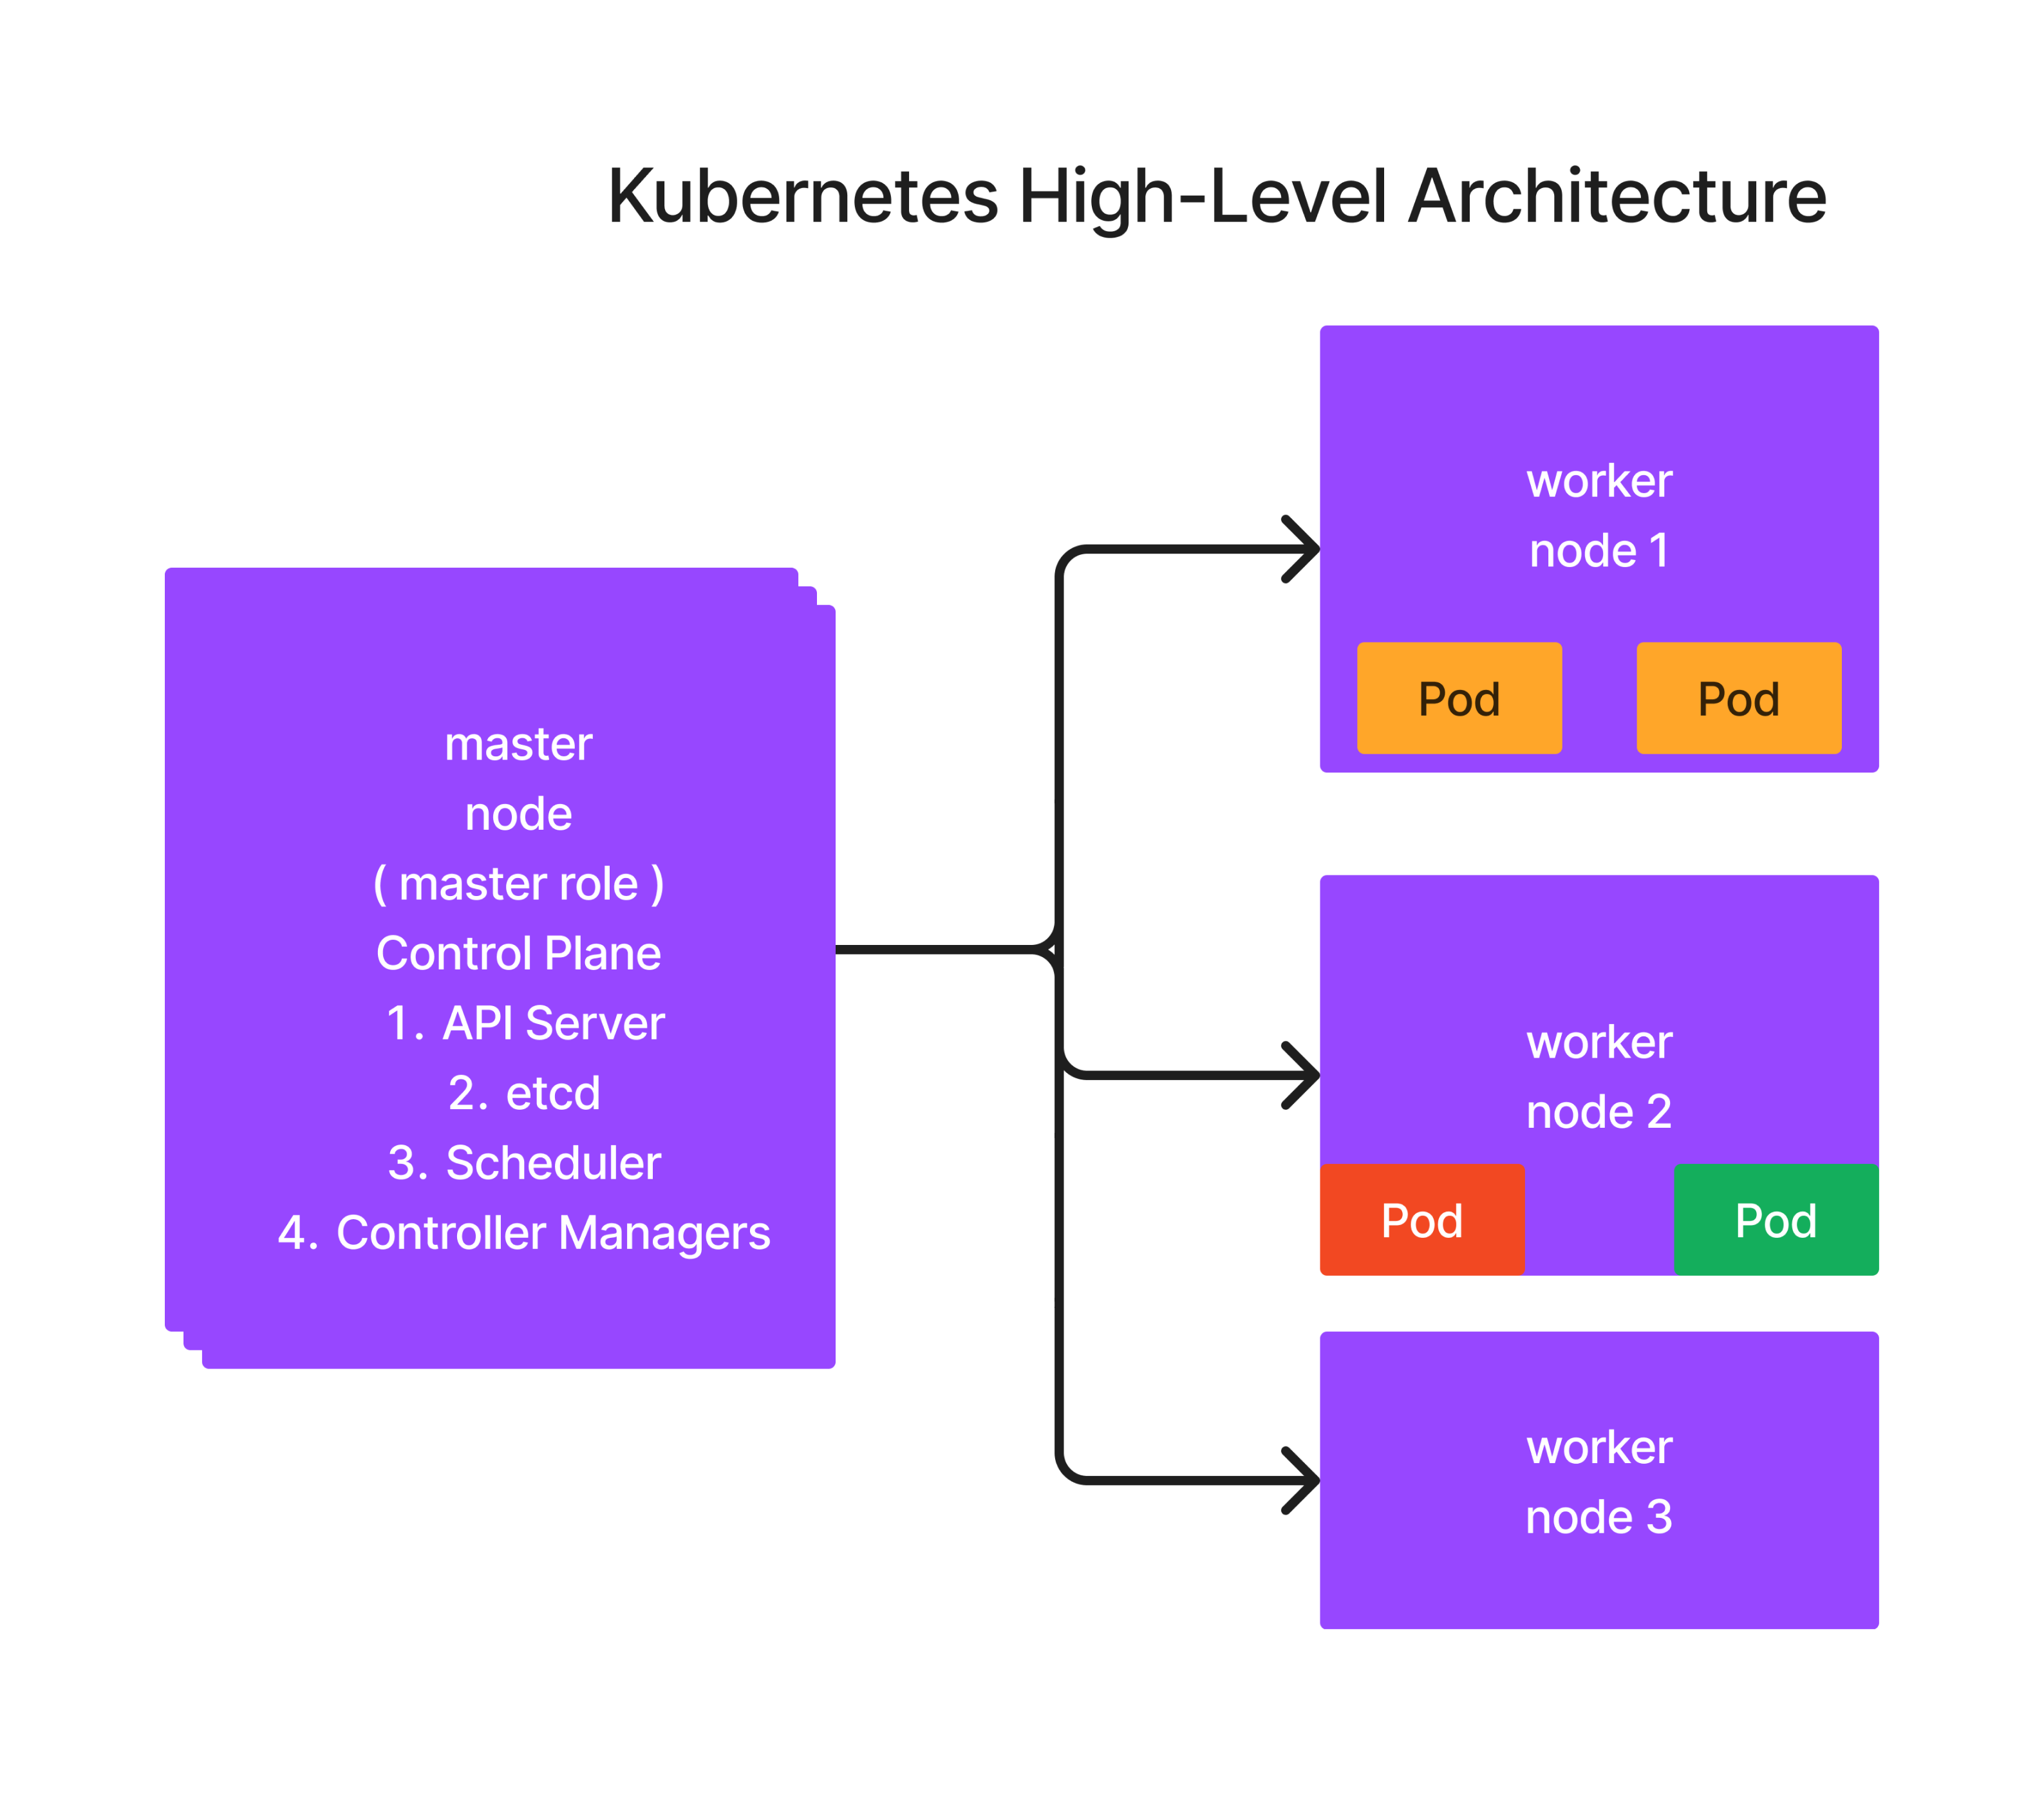 Kubernetes High-Level Architecture
master
node
( master role )
Control Plane
1. API Server
2. etcd
3. Scheduler
4. Controller Managers
worker
node 1
Pod
Pod
worker
node 2
Pod
Pod
worker
node 3